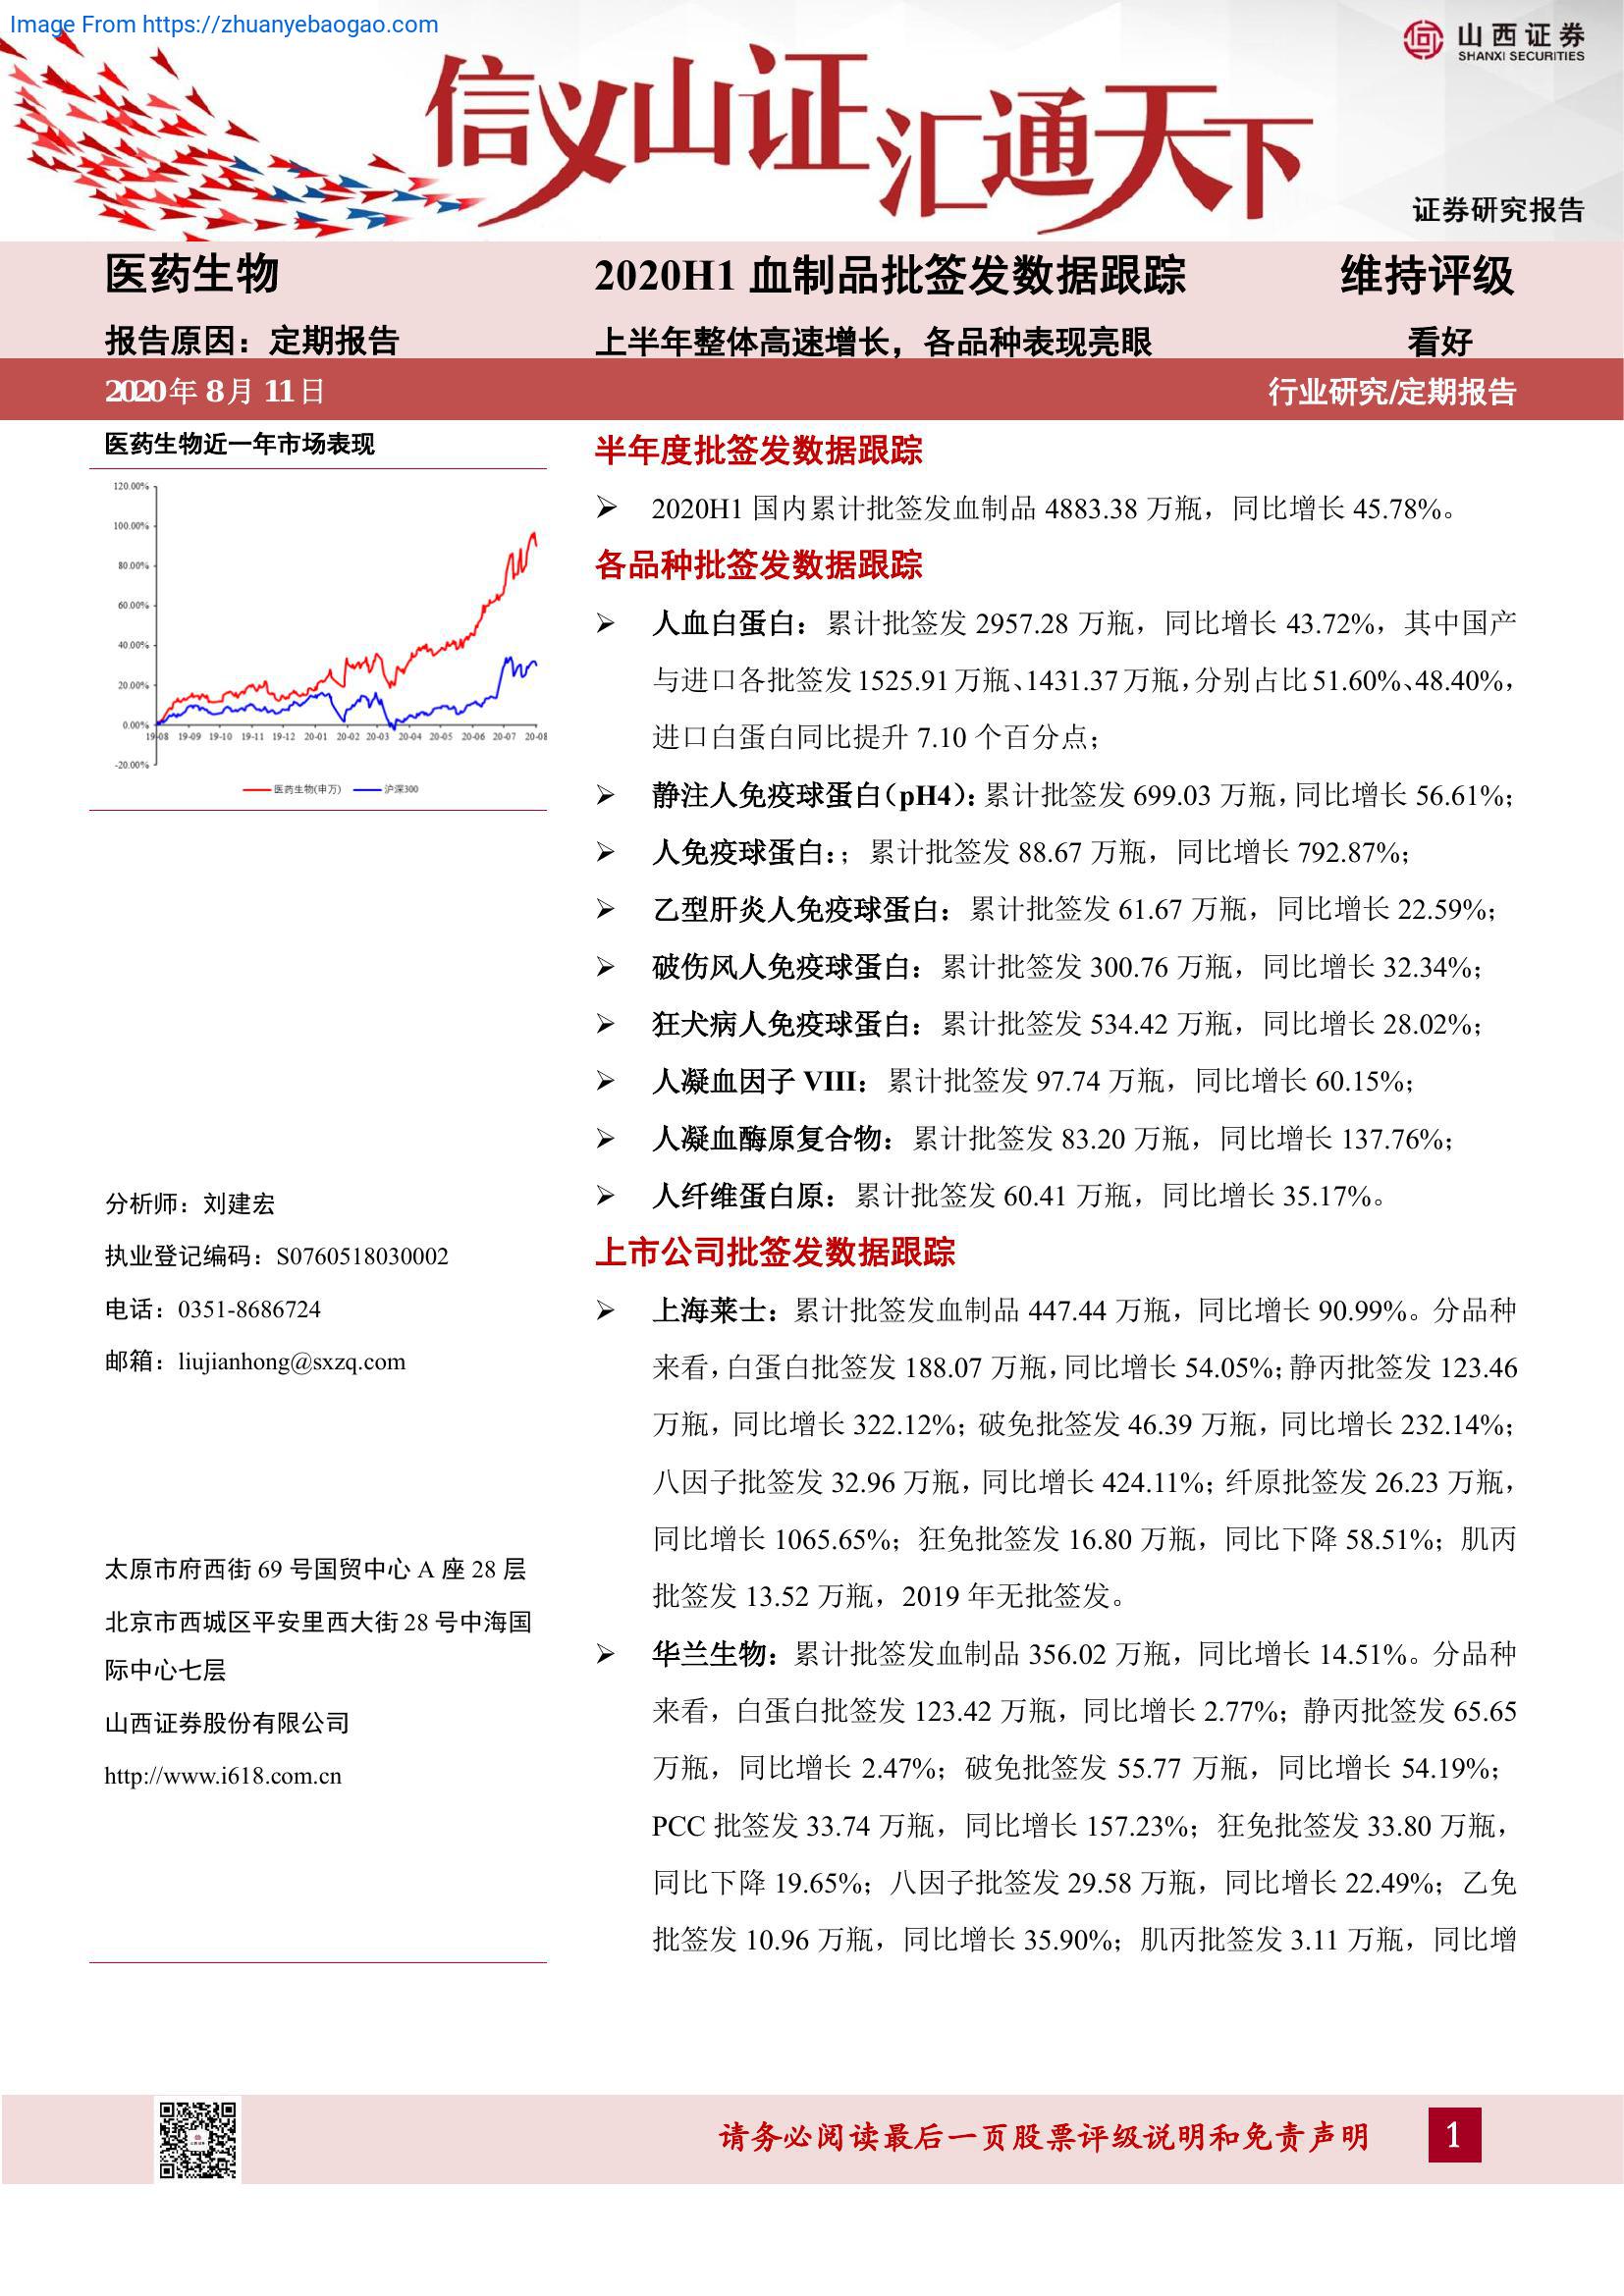 Image From https://zhuanyebaogao.com
山西证券
SHANXI SECURITIES
信义山证汇通天下
证券研究报告
医药生物
2020H1 血制品批签发数据跟踪
维持评级
报告原因：定期报告
上半年整体高速增长，各品种表现亮眼
看好
2020年 8月 11日
行业研究/定期报告
医药生物近一年市场表现
120.00%
100.00%
80.00%
60.00%
40.00%
20.00%
0.00%
-20.00%
19-08 19-09 19-10 19-11 19-12 20-01 20-02 20-03 20-04 20-05 20-06 20-07 20-08
医药生物(申万) 沪深300
分析师：刘建宏
执业登记编码：S0760518030002
电话：0351-8686724
邮箱：liujianhong@sxzq.com
太原市府西街 69 号国贸中心 A 座 28 层
北京市西城区平安里西大街 28 号中海国
际中心七层
山西证券股份有限公司
http://www.i618.com.cn
半年度批签发数据跟踪
➢ 2020H1 国内累计批签发血制品 4883.38 万瓶，同比增长 45.78%。
各品种批签发数据跟踪
➢ 人血白蛋白：累计批签发 2957.28 万瓶，同比增长 43.72%，其中国产
与进口各批签发 1525.91 万瓶、1431.37 万瓶，分别占比 51.60%、48.40%，
进口白蛋白同比提升 7.10 个百分点；
➢ 静注人免疫球蛋白（pH4）：累计批签发 699.03 万瓶，同比增长 56.61%；
➢ 人免疫球蛋白：；累计批签发 88.67 万瓶，同比增长 792.87%；
➢ 乙型肝炎人免疫球蛋白：累计批签发 61.67 万瓶，同比增长 22.59%；
➢ 破伤风人免疫球蛋白：累计批签发 300.76 万瓶，同比增长 32.34%；
➢ 狂犬病人免疫球蛋白：累计批签发 534.42 万瓶，同比增长 28.02%；
➢ 人凝血因子 VIII：累计批签发 97.74 万瓶，同比增长 60.15%；
➢ 人凝血酶原复合物：累计批签发 83.20 万瓶，同比增长 137.76%；
➢ 人纤维蛋白原：累计批签发 60.41 万瓶，同比增长 35.17%。
上市公司批签发数据跟踪
➢ 上海莱士：累计批签发血制品 447.44 万瓶，同比增长 90.99%。分品种
来看，白蛋白批签发 188.07 万瓶，同比增长 54.05%；静丙批签发 123.46
万瓶，同比增长 322.12%；破免批签发 46.39 万瓶，同比增长 232.14%；
八因子批签发 32.96 万瓶，同比增长 424.11%；纤原批签发 26.23 万瓶，
同比增长 1065.65%；狂免批签发 16.80 万瓶，同比下降 58.51%；肌丙
批签发 13.52 万瓶，2019 年无批签发。
➢ 华兰生物：累计批签发血制品 356.02 万瓶，同比增长 14.51%。分品种
来看，白蛋白批签发 123.42 万瓶，同比增长 2.77%；静丙批签发 65.65
万瓶，同比增长 2.47%；破免批签发 55.77 万瓶，同比增长 54.19%；
PCC 批签发 33.74 万瓶，同比增长 157.23%；狂免批签发 33.80 万瓶，
同比下降 19.65%；八因子批签发 29.58 万瓶，同比增长 22.49%；乙免
批签发 10.96 万瓶，同比增长 35.90%；肌丙批签发 3.11 万瓶，同比增
请务必阅读最后一页股票评级说明和免责声明
1